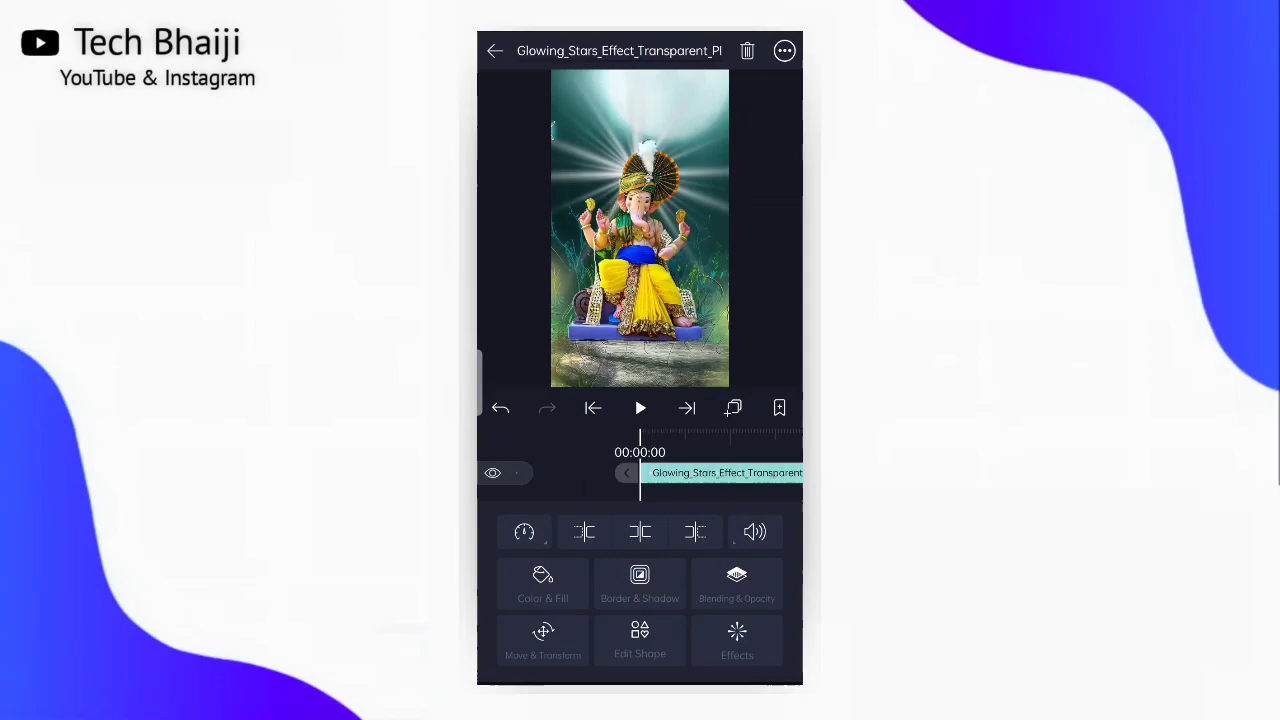 Tech Bhaiji
YouTube & Instagram
Glowing_Stars_Effect_Transparent_Pl
00:00:00
Glowing_Stars_Effect_Transparent
Color & Fill
Border & Shadow
Blending & Opacity
Move & Transform
Edit Shape
Effects